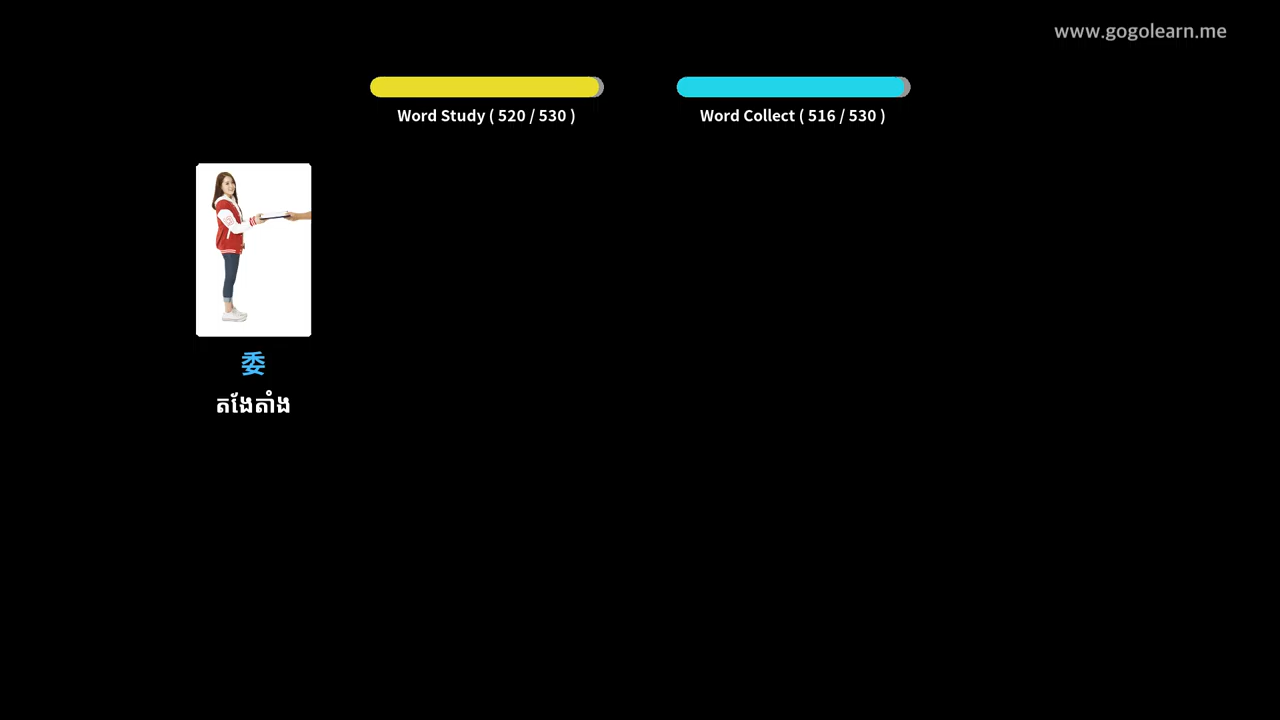 www.gogolearn.me
Word Study ( 520 / 530 )
Word Collect ( 516 / 530 )
委
តងែតាំង